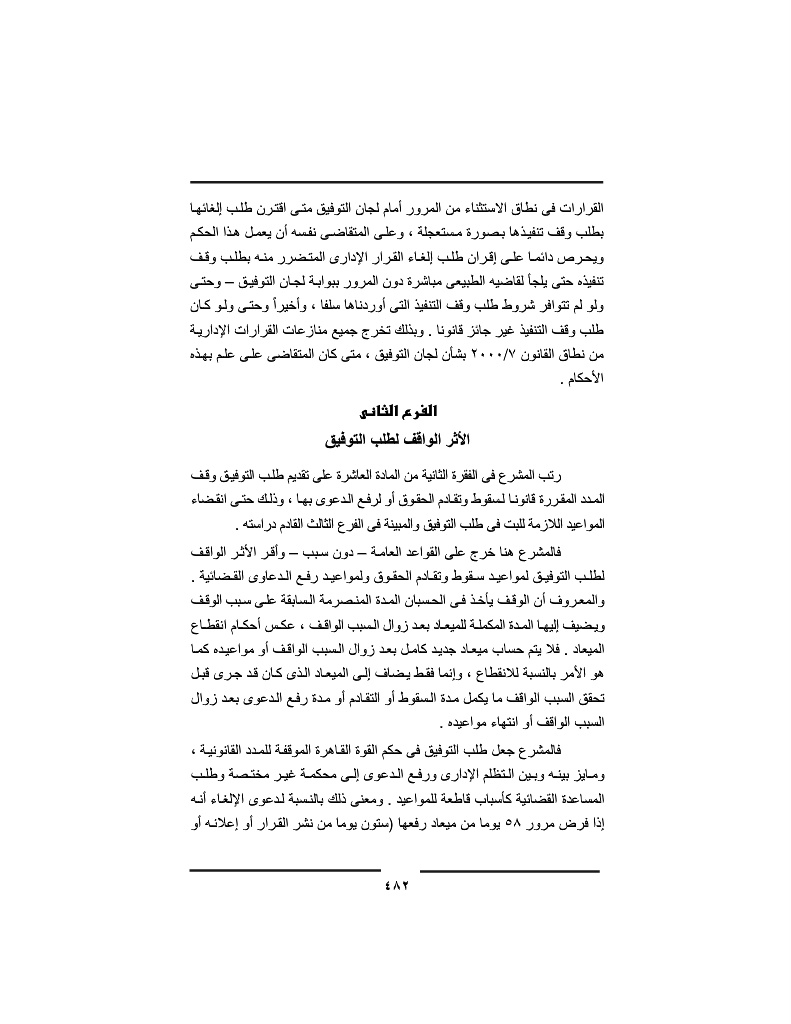 القرارات فى نطاق الاستثناء من المرور أمام لجان التوفيق متى اقترن طلب إلغائها
بطلب وقف تنفيذها بصورة مستعجلة ، وعلى المتقاضى نفسه أن يعمل هذا الحكم
ويحرص دائما على إقران طلب إلغاء القرار الإدارى المتضرر منه بطلب وقف
تنفيذه حتى يلجأ لقاضيه الطبيعى مباشرة دون المرور ببوابة لجان التوفيق – وحتى
ولو لم تتوافر شروط طلب وقف التنفيذ التى أوردناها سلفا ، وأخيراً وحتى ولو كان
طلب وقف التنفيذ غير جائز قانونا . وبذلك تخرج جميع منازعات القرارات الإدارية
من نطاق القانون ٢٠٠٠/٧ بشأن لجان التوفيق ، متى كان المتقاضى على علم بهذه
الأحكام .
الفرع الثانى
الأثر الواقف لطلب التوفيق
رتب المشرع فى الفقرة الثانية من المادة العاشرة على تقديم طلب التوفيق وقف
المدد المقررة قانونا لسقوط وتقادم الحقوق أو لرفع الدعوى بها ، وذلك حتى انقضاء
المواعيد اللازمة للبت فى طلب التوفيق والمبينة فى الفرع الثالث القادم دراسته .
فالمشرع هنا خرج على القواعد العامة – دون سبب – وأقر الأثر الواقف
لطلب التوفيق لمواعيد سقوط وتقادم الحقوق ولمواعيد رفع الدعاوى القضائية .
والمعروف أن الوقف يأخذ فى الحسبان المدة المنصرمة السابقة على سبب الوقف
ويضيف إليها المدة المكملة للميعاد بعد زوال السبب الواقف ، عكس أحكام انقطاع
الميعاد . فلا يتم حساب ميعاد جديد كامل بعد زوال السبب الواقف أو مواعيده كما
هو الأمر بالنسبة للانقطاع ، وإنما فقط يضاف إلى الميعاد الذى كان قد جرى قبل
تحقق السبب الواقف ما يكمل مدة السقوط أو التقادم أو مدة رفع الدعوى بعد زوال
السبب الواقف أو انتهاء مواعيده .
فالمشرع جعل طلب التوفيق فى حكم القوة القاهرة الموقفة للمدد القانونية ،
ومايز بينه وبين التظلم الإدارى ورفع الدعوى إلى محكمة غير مختصة وطلب
المساعدة القضائية كأسباب قاطعة للمواعيد . ومعنى ذلك بالنسبة لدعوى الإلغاء أنه
إذا فرض مرور ٥٨ يوما من ميعاد رفعها (ستون يوما من نشر القرار أو إعلانه أو
٤٨٢